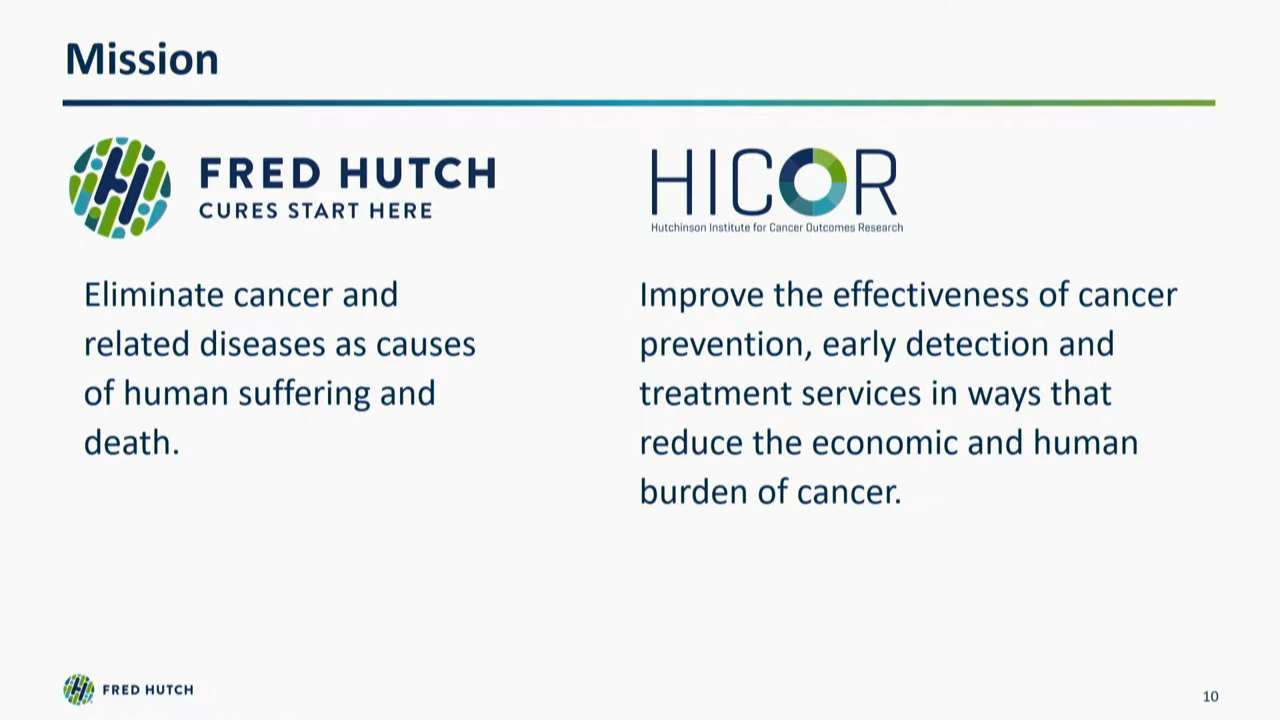 Mission
FRED HUTCH
CURES START HERE
Eliminate cancer and
related diseases as causes
of human suffering and
death.
HICOR
Hutchinson Institute for Cancer Outcomes Research
Improve the effectiveness of cancer
prevention, early detection and
treatment services in ways that
reduce the economic and human
burden of cancer.
FRED HUTCH
10